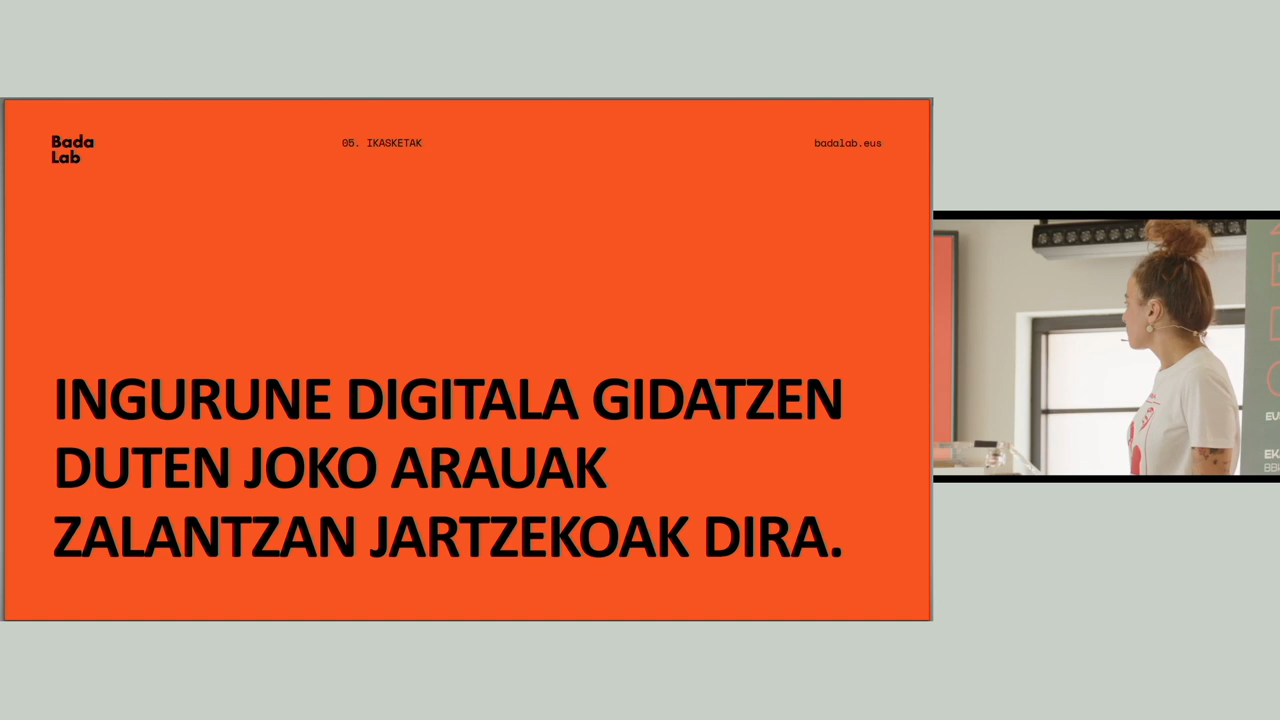 Bada
Lab
05. IKASKETAK
badalab.eus
INGURUNE DIGITALA GIDATZEN
DUTEN JOKO ARAUAK
ZALANTZAN JARTZEKOAK DIRA.